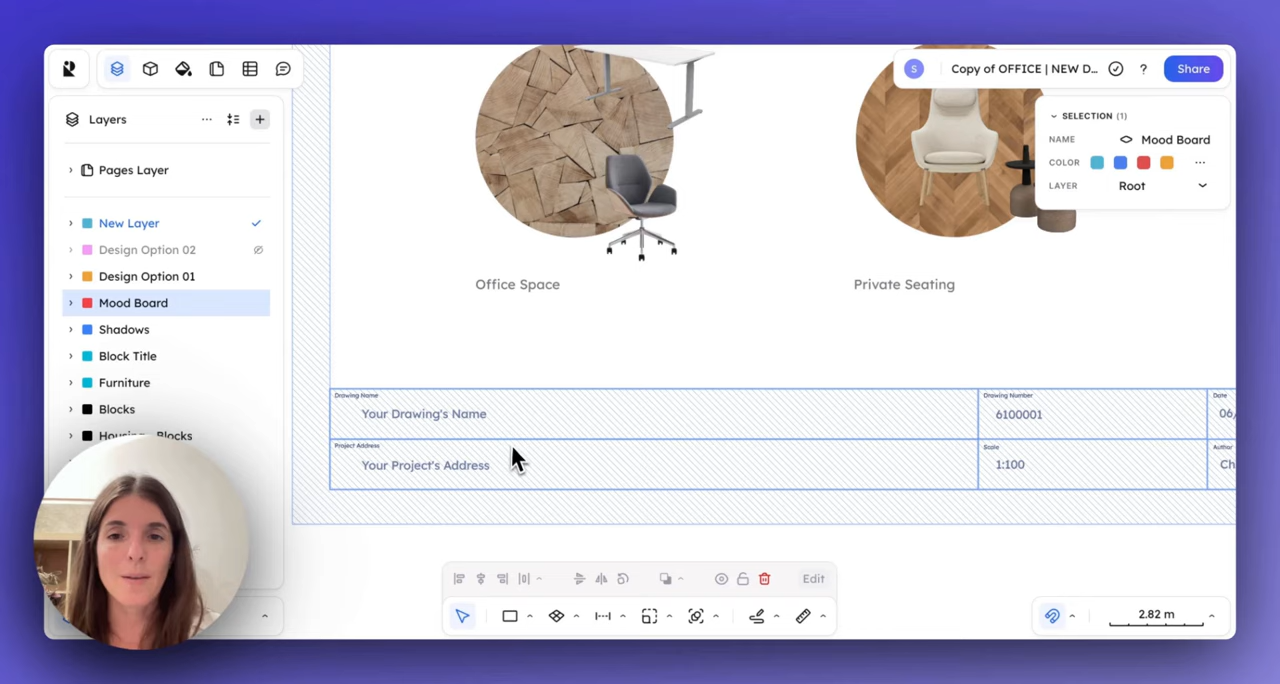 S
Copy of OFFICE | NEW D...
?
Share
Layers
Pages Layer
New Layer
Design Option 02
Design Option 01
Mood Board
Shadows
Block Title
Furniture
Blocks
SELECTION (1)
NAME
Mood Board
COLOR
LAYER
Root
Office Space
Private Seating
Drawing Name
Your Drawing's Name
Drawing Number
6100001
Date
06/
Project Address
Your Project's Address
Scale
1:100
Author
Ch
Edit
2.82 m